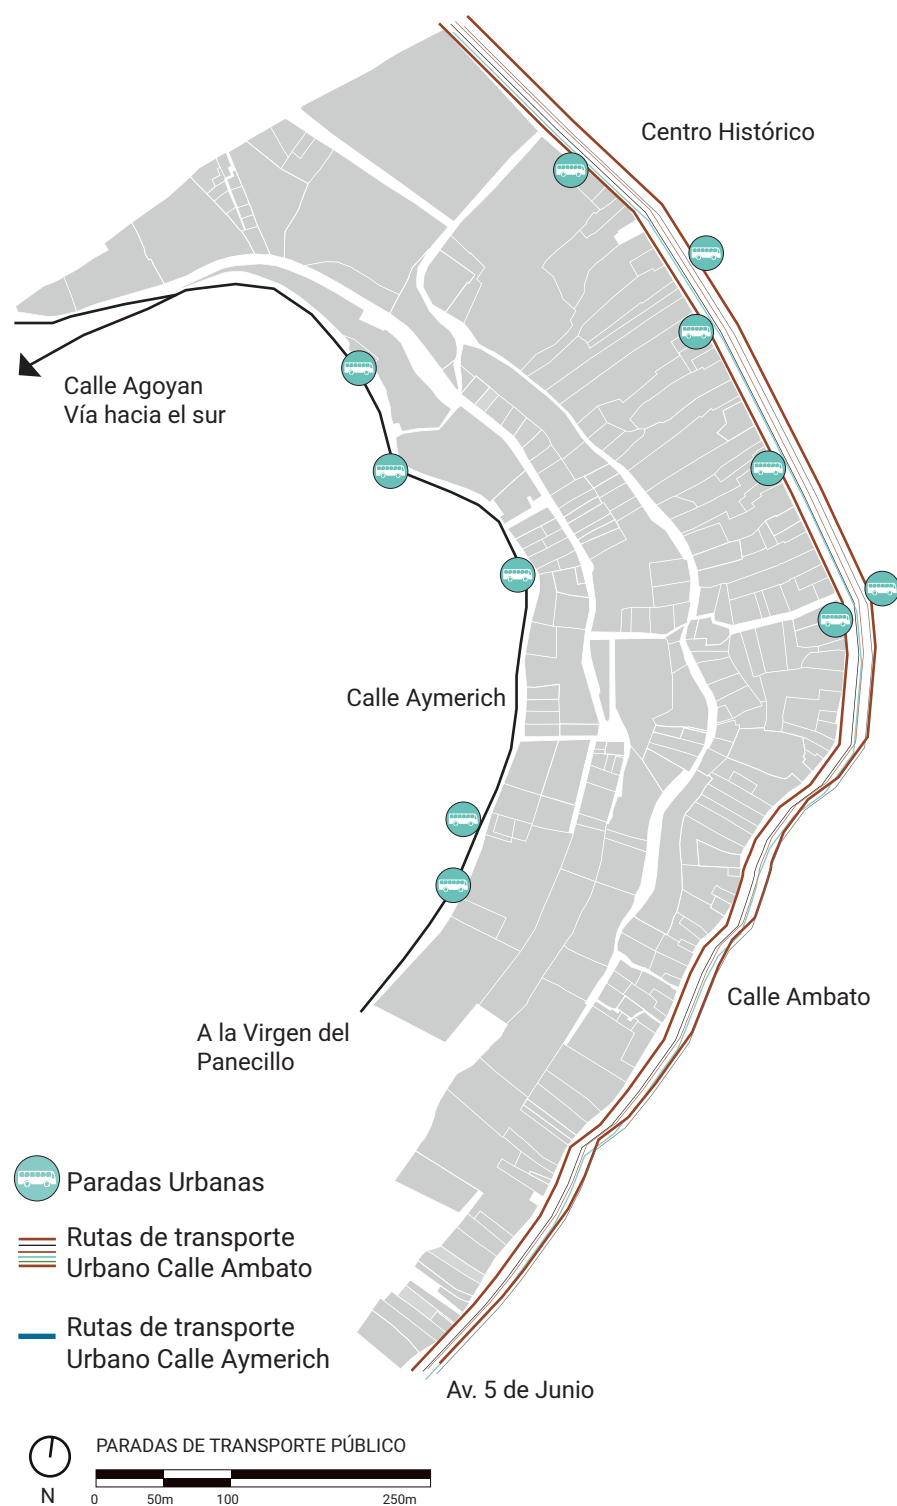 Centro Histórico
Calle Agoyan
Vía hacia el sur
Calle Aymerich
Calle Ambato
A la Virgen del
Panecillo
Paradas Urbanas
Rutas de transporte
Urbano Calle Ambato
Rutas de transporte
Urbano Calle Aymerich
Av. 5 de Junio
PARADAS DE TRANSPORTE PÚBLICO
N
0 50m 100 250m